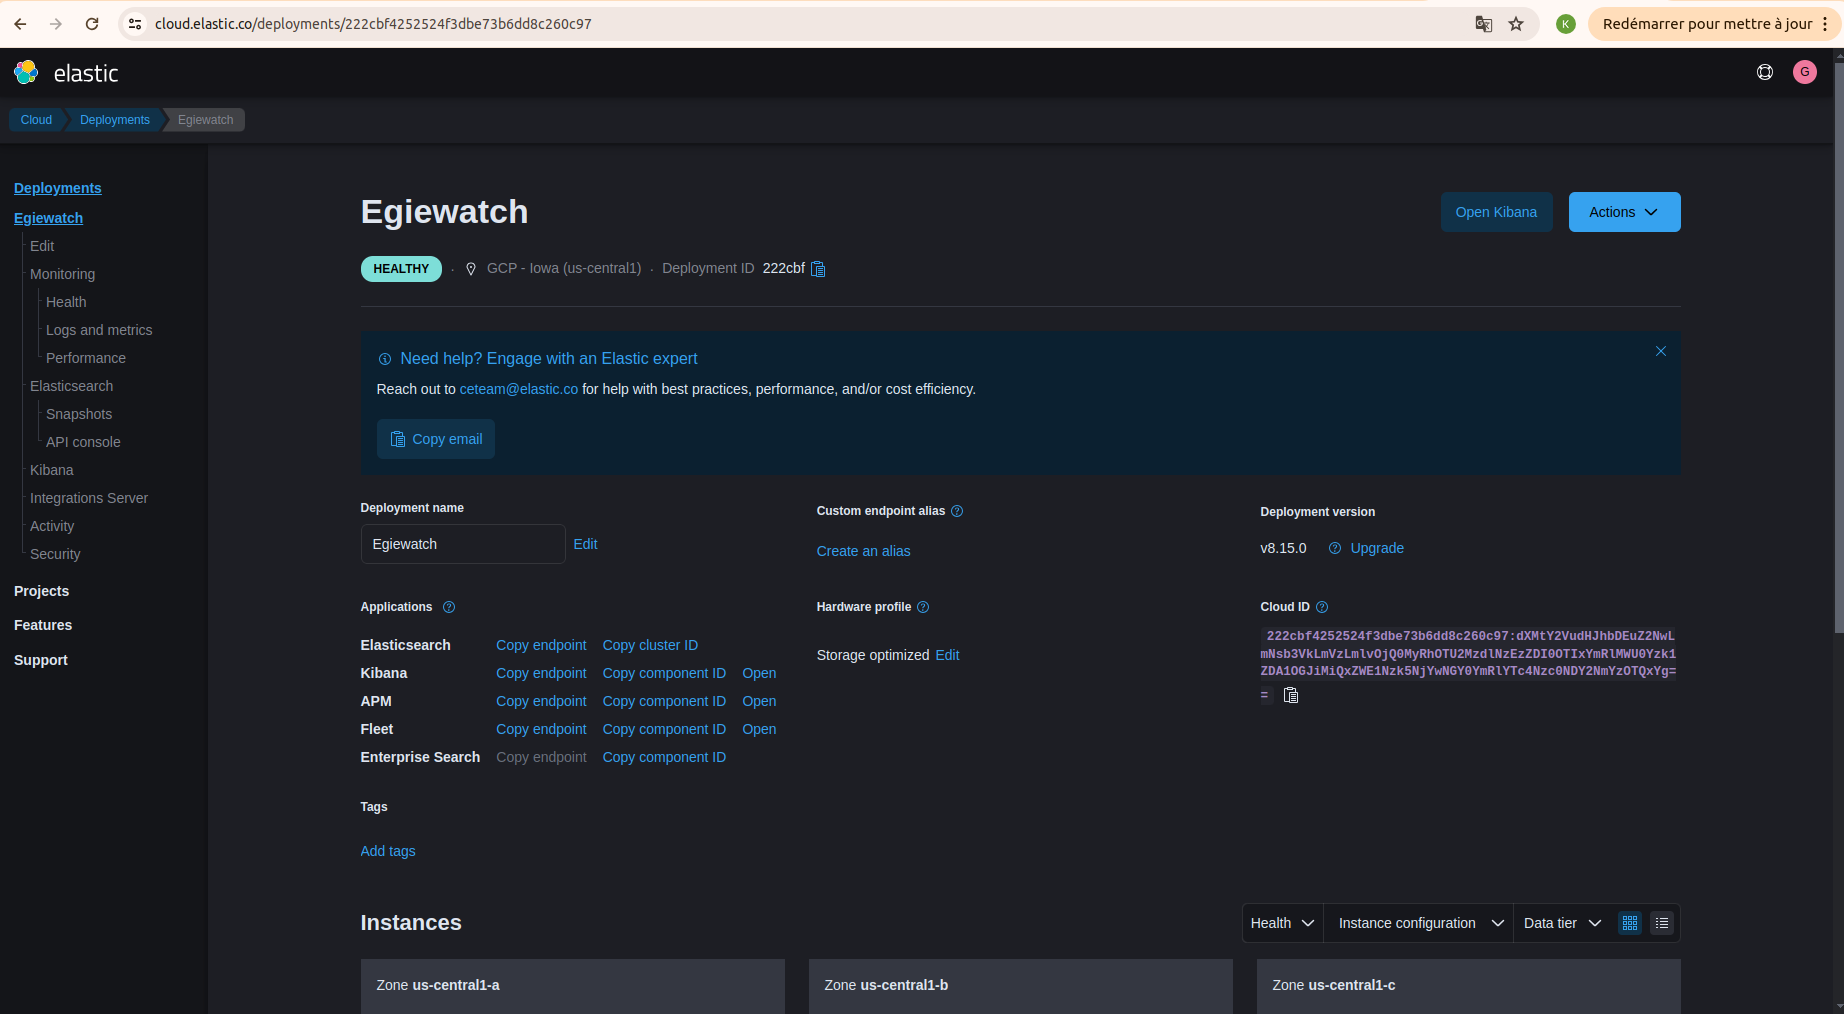 cloud.elastic.co/deployments/222cbf4252524f3dbe73b6dd8c260c97
K
Redémarrer pour mettre à jour
elastic
G
Cloud
Deployments
Egiewatch
Deployments
Egiewatch
Edit
Monitoring
Health
Logs and metrics
Performance
Elasticsearch
Snapshots
API console
Kibana
Integrations Server
Activity
Security
Projects
Features
Support
Egiewatch
Open Kibana
Actions
HEALTHY · GCP - Iowa (us-central1) · Deployment ID 222cbf
Need help? Engage with an Elastic expert
Reach out to ceteam@elastic.co for help with best practices, performance, and/or cost efficiency.
Copy email
Deployment name
Egiewatch
Edit
Custom endpoint alias
Create an alias
Deployment version
v8.15.0 Upgrade
Applications
Elasticsearch Copy endpoint Copy cluster ID
Kibana Copy endpoint Copy component ID Open
APM Copy endpoint Copy component ID Open
Fleet Copy endpoint Copy component ID Open
Enterprise Search Copy endpoint Copy component ID
Hardware profile
Storage optimized Edit
Cloud ID
222cbf4252524f3dbe73b6dd8c260c97:dXMtY2VudHJhbDEuZ2NwL
mNsb3VkLmVzLmlvOjQ0MyRhOTU2MzdlNzEzZDI0OTIxYmRlMWU0Yzk1
ZDA1OGJiMiQxZWE1Nzk5NjYwNGY0YmRlYTc4Nzc0NDY2NmYzOTQxYg=
=
Tags
Add tags
Instances
Health
Instance configuration
Data tier
Zone us-central1-a
Zone us-central1-b
Zone us-central1-c